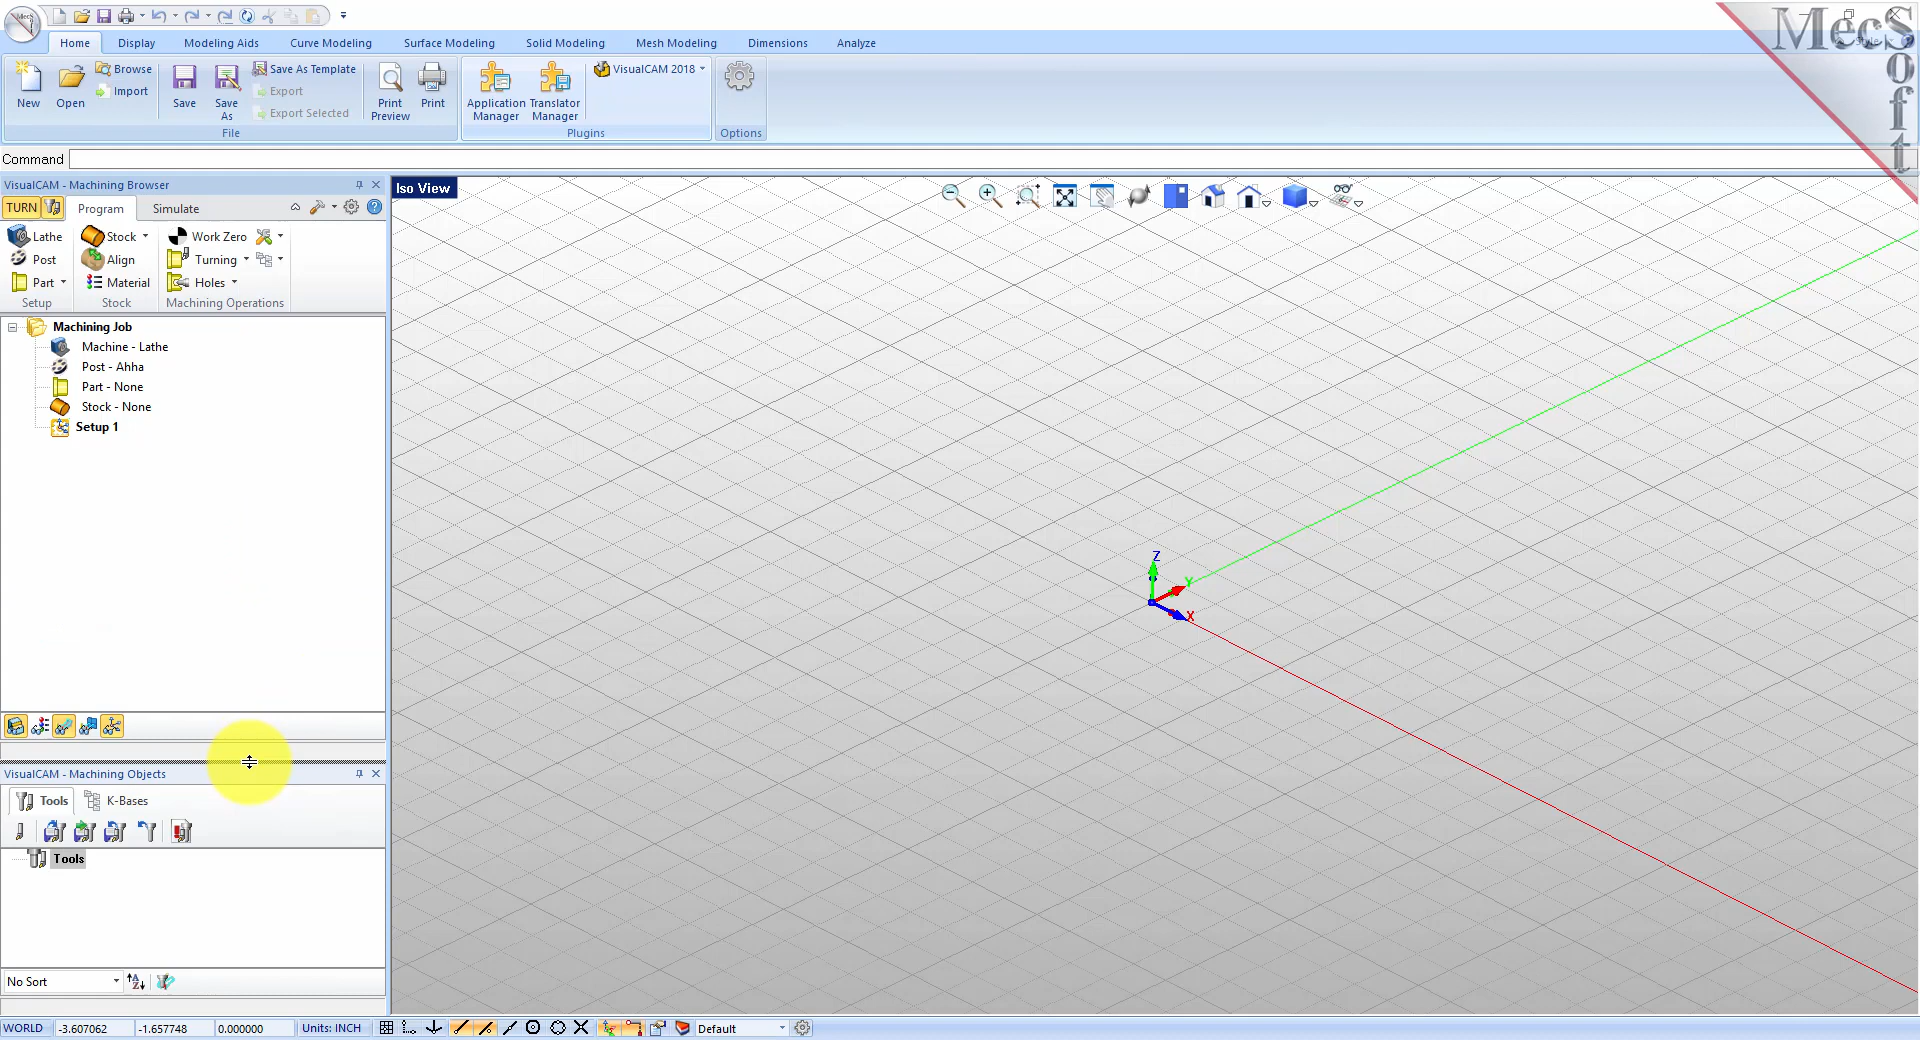 Home Display Modeling Aids Curve Modeling Surface Modeling Solid Modeling Mesh Modeling Dimensions Analyze
MecSoft
New
Open
Browse
Import
Save
Save As
Save As Template
Export
Export Selected
Print Preview
Print
File
Application Manager
Translator Manager
VisualCAM 2018
Plugins
Options
Command
VisualCAM - Machining Browser
TURN Program Simulate
Lathe Stock Work Zero
Post Align Turning
Part Material Holes
Setup Stock Machining Operations
Machining Job
Machine - Lathe
Post - Ahha
Part - None
Stock - None
Setup 1
Iso View
Z
Y
X
VisualCAM - Machining Objects
Tools K-Bases
Tools
No Sort
WORLD -3.607062 -1.657748 0.000000 Units: INCH Default